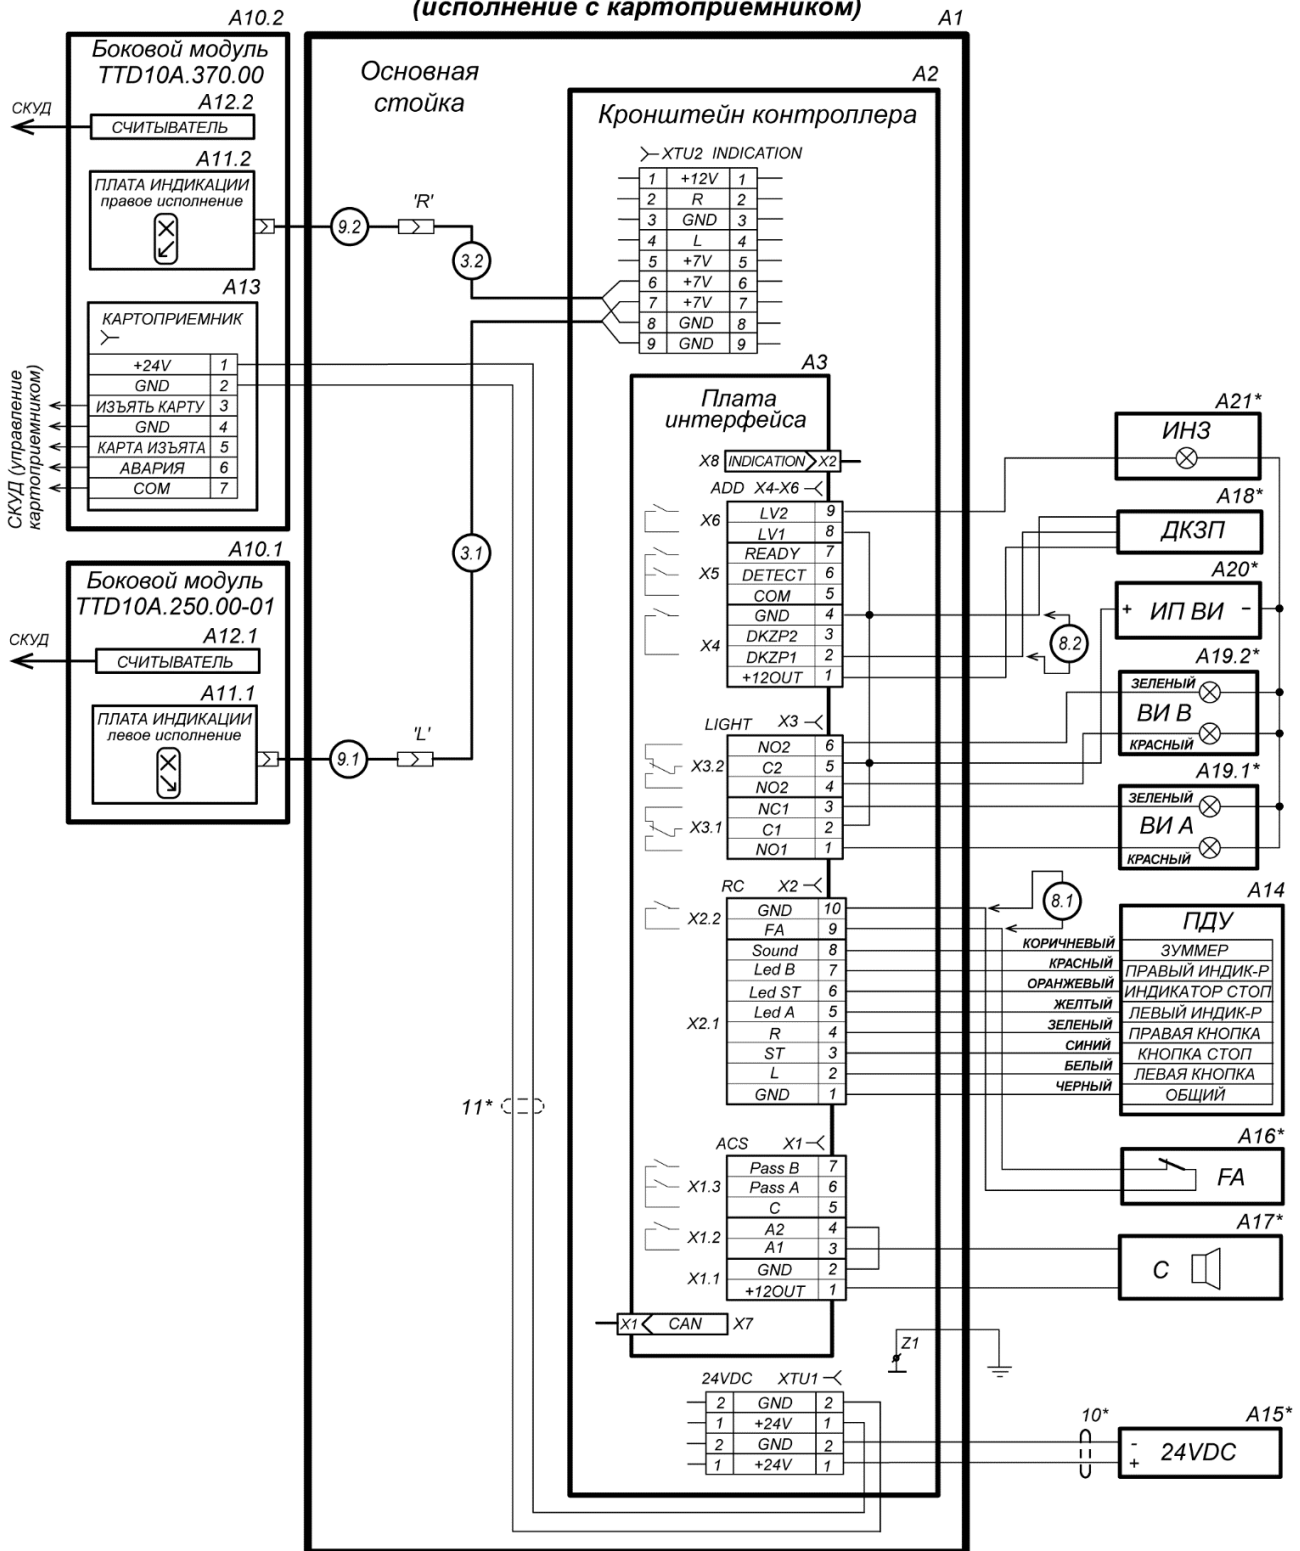 (исполнение с картоприемником)
A10.2
A1
Боковой модуль
TTD10A.370.00
СКУД
A12.2
СЧИТЫВАТЕЛЬ
A11.2
ПЛАТА ИНДИКАЦИИ
правое исполнение
9.2
'R'
3.2
A13
КАРТОПРИЕМНИК
+24V 1
GND 2
ИЗЪЯТЬ КАРТУ 3
GND 4
КАРТА ИЗЪЯТА 5
АВАРИЯ 6
COM 7
СКУД (управление
картоприемником)
A10.1
Боковой модуль
TTD10A.250.00-01
СКУД
A12.1
СЧИТЫВАТЕЛЬ
A11.1
ПЛАТА ИНДИКАЦИИ
левое исполнение
9.1
'L'
3.1
11*
Основная
стойка
A2
Кронштейн контроллера
XTU2 INDICATION
1 +12V 1
2 R 2
3 GND 3
4 L 4
5 +7V 5
6 +7V 6
7 +7V 7
8 GND 8
9 GND 9
A3
Плата
интерфейса
X8 INDICATION X2
ADD X4-X6
X6
LV2 9
LV1 8
X5
READY 7
DETECT 6
COM 5
X4
GND 4
DKZP2 3
DKZP1 2
+12OUT 1
LIGHT X3
X3.2
NO2 6
C2 5
NO2 4
X3.1
NC1 3
C1 2
NO1 1
RC X2
X2.2
GND 10
FA 9
X2.1
Sound 8
Led B 7
Led ST 6
Led A 5
R 4
ST 3
L 2
GND 1
ACS X1
X1.3
Pass B 7
Pass A 6
C 5
X1.2
A2 4
A1 3
X1.1
GND 2
+12OUT 1
X1 CAN X7
Z1
24VDC XTU1
2 GND 2
1 +24V 1
2 GND 2
1 +24V 1
A21*
ИНЗ
A18*
ДКЗП
A20*
+ ИП ВИ -
8.2
A19.2*
ЗЕЛЕНЫЙ
ВИ В
КРАСНЫЙ
A19.1*
ЗЕЛЕНЫЙ
ВИ А
КРАСНЫЙ
8.1
A14
ПДУ
КОРИЧНЕВЫЙ ЗУММЕР
КРАСНЫЙ ПРАВЫЙ ИНДИК-Р
ОРАНЖЕВЫЙ ИНДИКАТОР СТОП
ЖЕЛТЫЙ ЛЕВЫЙ ИНДИК-Р
ЗЕЛЕНЫЙ ПРАВАЯ КНОПКА
СИНИЙ КНОПКА СТОП
БЕЛЫЙ ЛЕВАЯ КНОПКА
ЧЕРНЫЙ ОБЩИЙ
A16*
FA
A17*
C
10*
A15*
-
24VDC
+